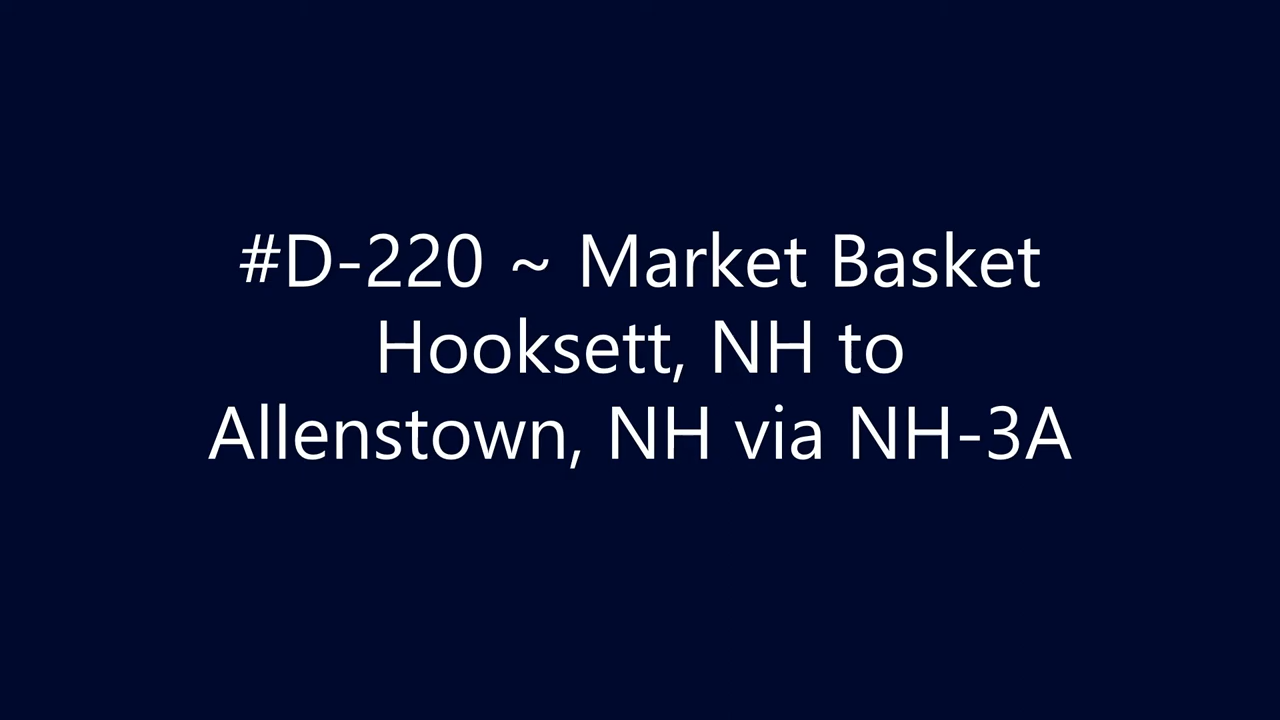 #D-220 ~ Market Basket
Hooksett, NH to
Allenstown, NH via NH-3A